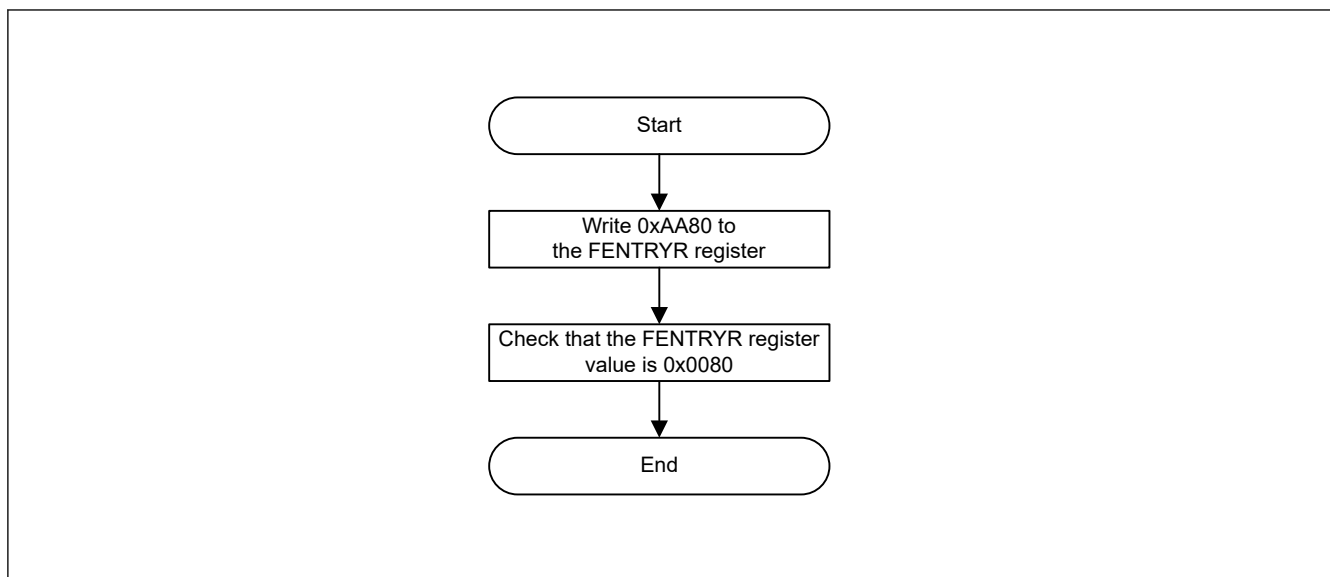 Start
Write 0xAA80 to
the FENTRYR register
Check that the FENTRYR register
value is 0x0080
End